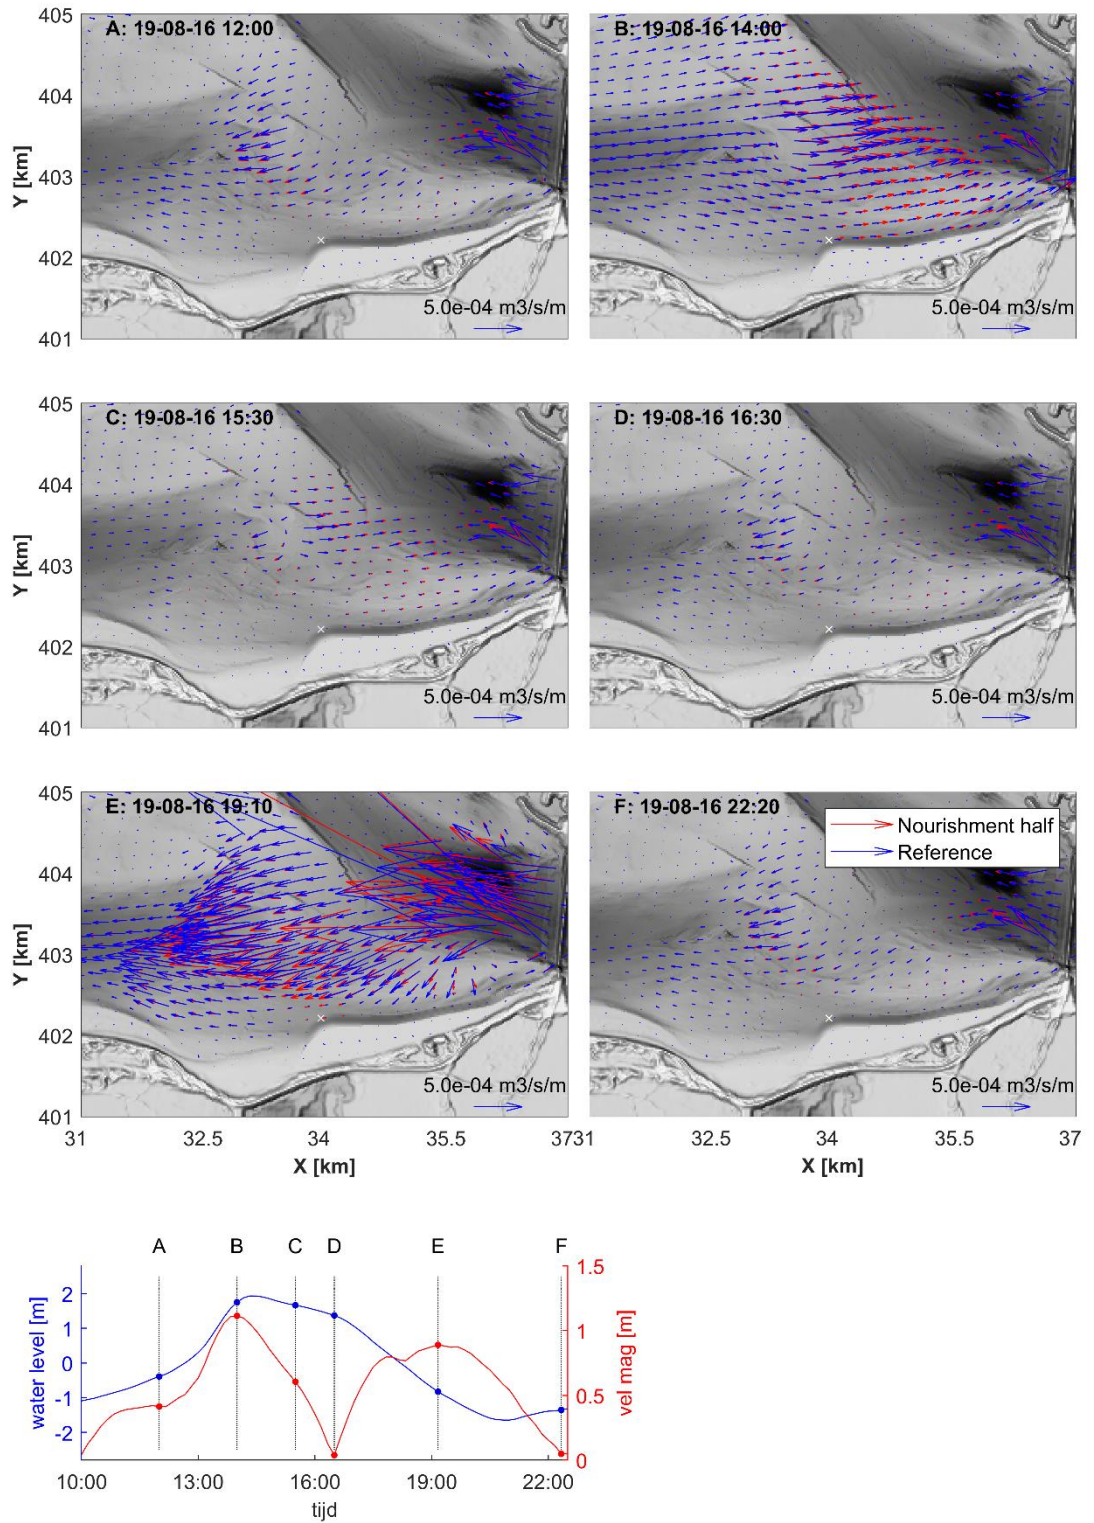 A: 19-08-16 12:00
B: 19-08-16 14:00
405
404
403
402
401
Y [km]
5.0e-04 m3/s/m
5.0e-04 m3/s/m
C: 19-08-16 15:30
D: 19-08-16 16:30
405
404
403
402
401
Y [km]
5.0e-04 m3/s/m
5.0e-04 m3/s/m
E: 19-08-16 19:10
F: 19-08-16 22:20
Nourishment half
Reference
405
404
403
402
401
Y [km]
5.0e-04 m3/s/m
5.0e-04 m3/s/m
31 32.5 34 35.5 37
31 32.5 34 35.5 37
X [km]
X [km]
A B C D E F
2
1
0
-1
-2
water level [m]
1.5
1
0.5
0
vel mag [m]
10:00 13:00 16:00 19:00 22:00
tijd